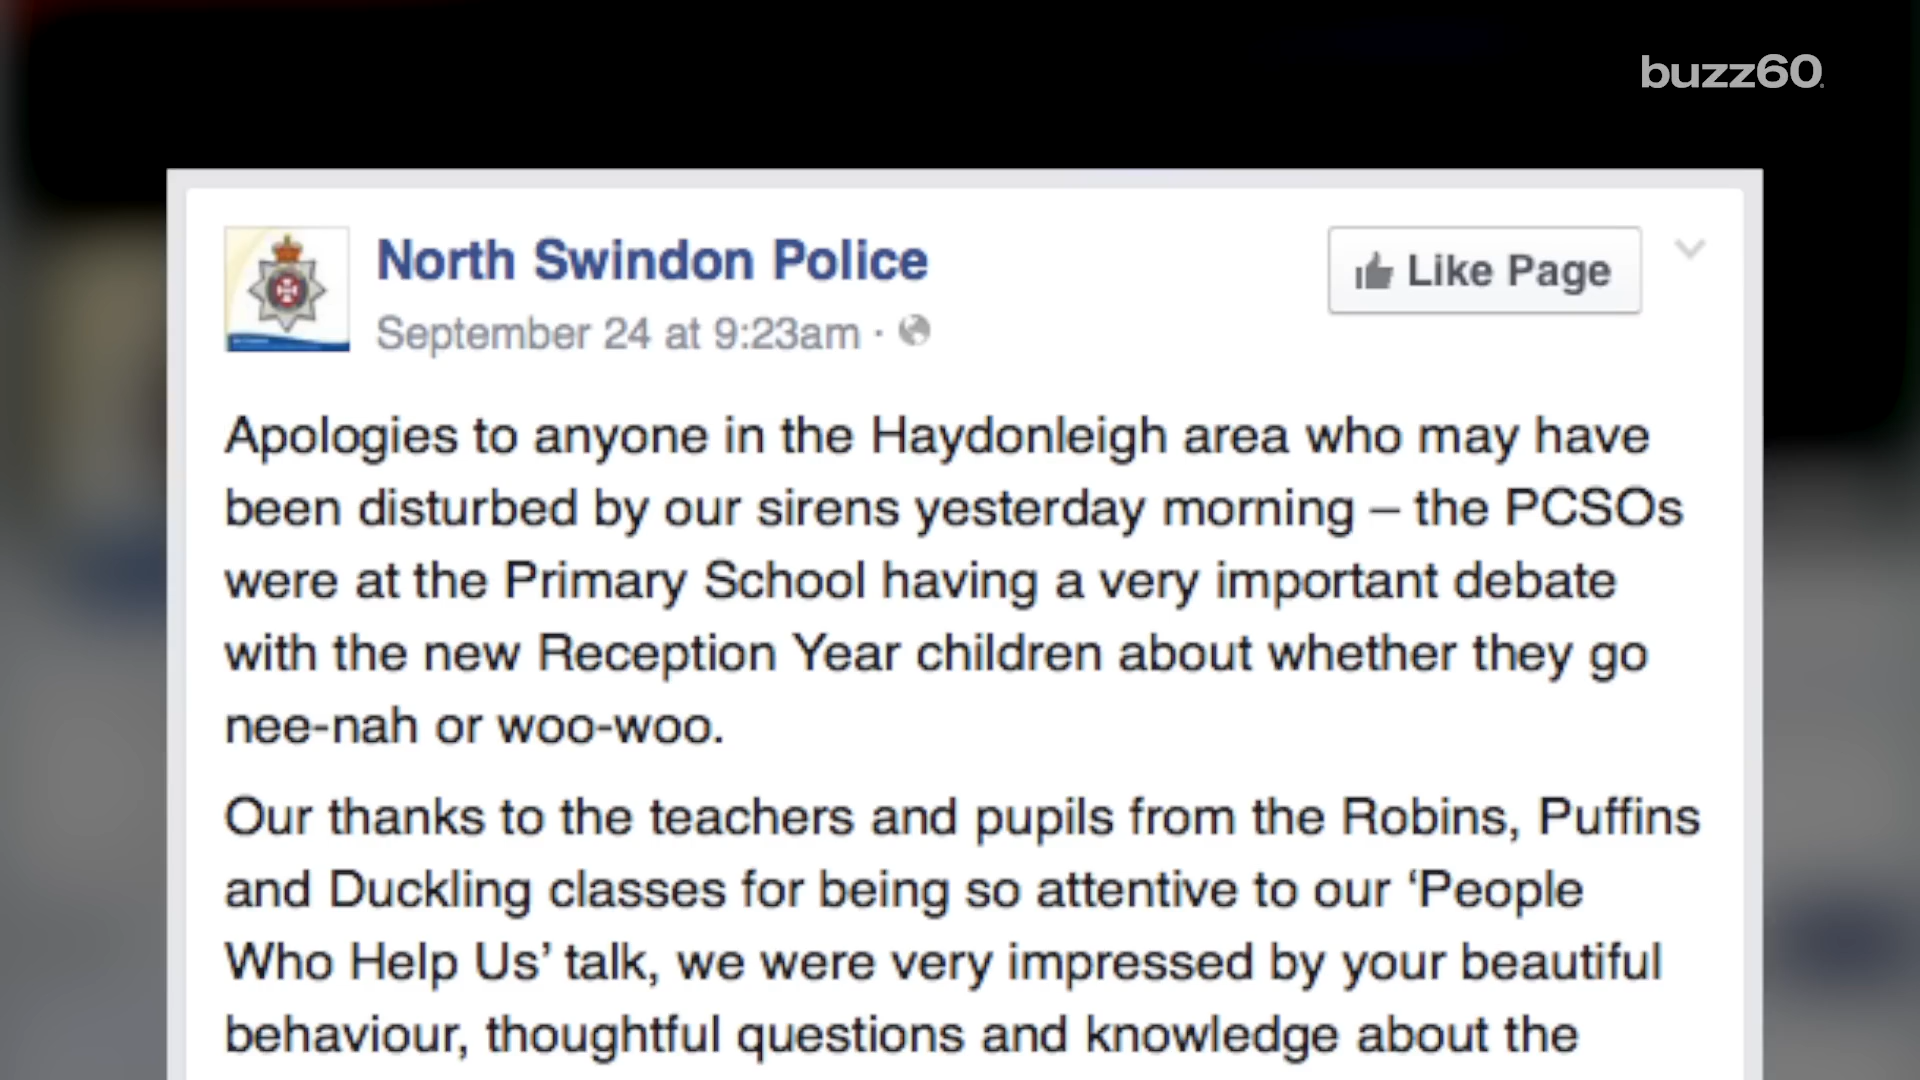 buzz60
North Swindon Police
Like Page
September 24 at 9:23am ·
Apologies to anyone in the Haydonleigh area who may have
been disturbed by our sirens yesterday morning – the PCSOs
were at the Primary School having a very important debate
with the new Reception Year children about whether they go
nee-nah or woo-woo.
Our thanks to the teachers and pupils from the Robins, Puffins
and Duckling classes for being so attentive to our ‘People
Who Help Us’ talk, we were very impressed by your beautiful
behaviour, thoughtful questions and knowledge about the